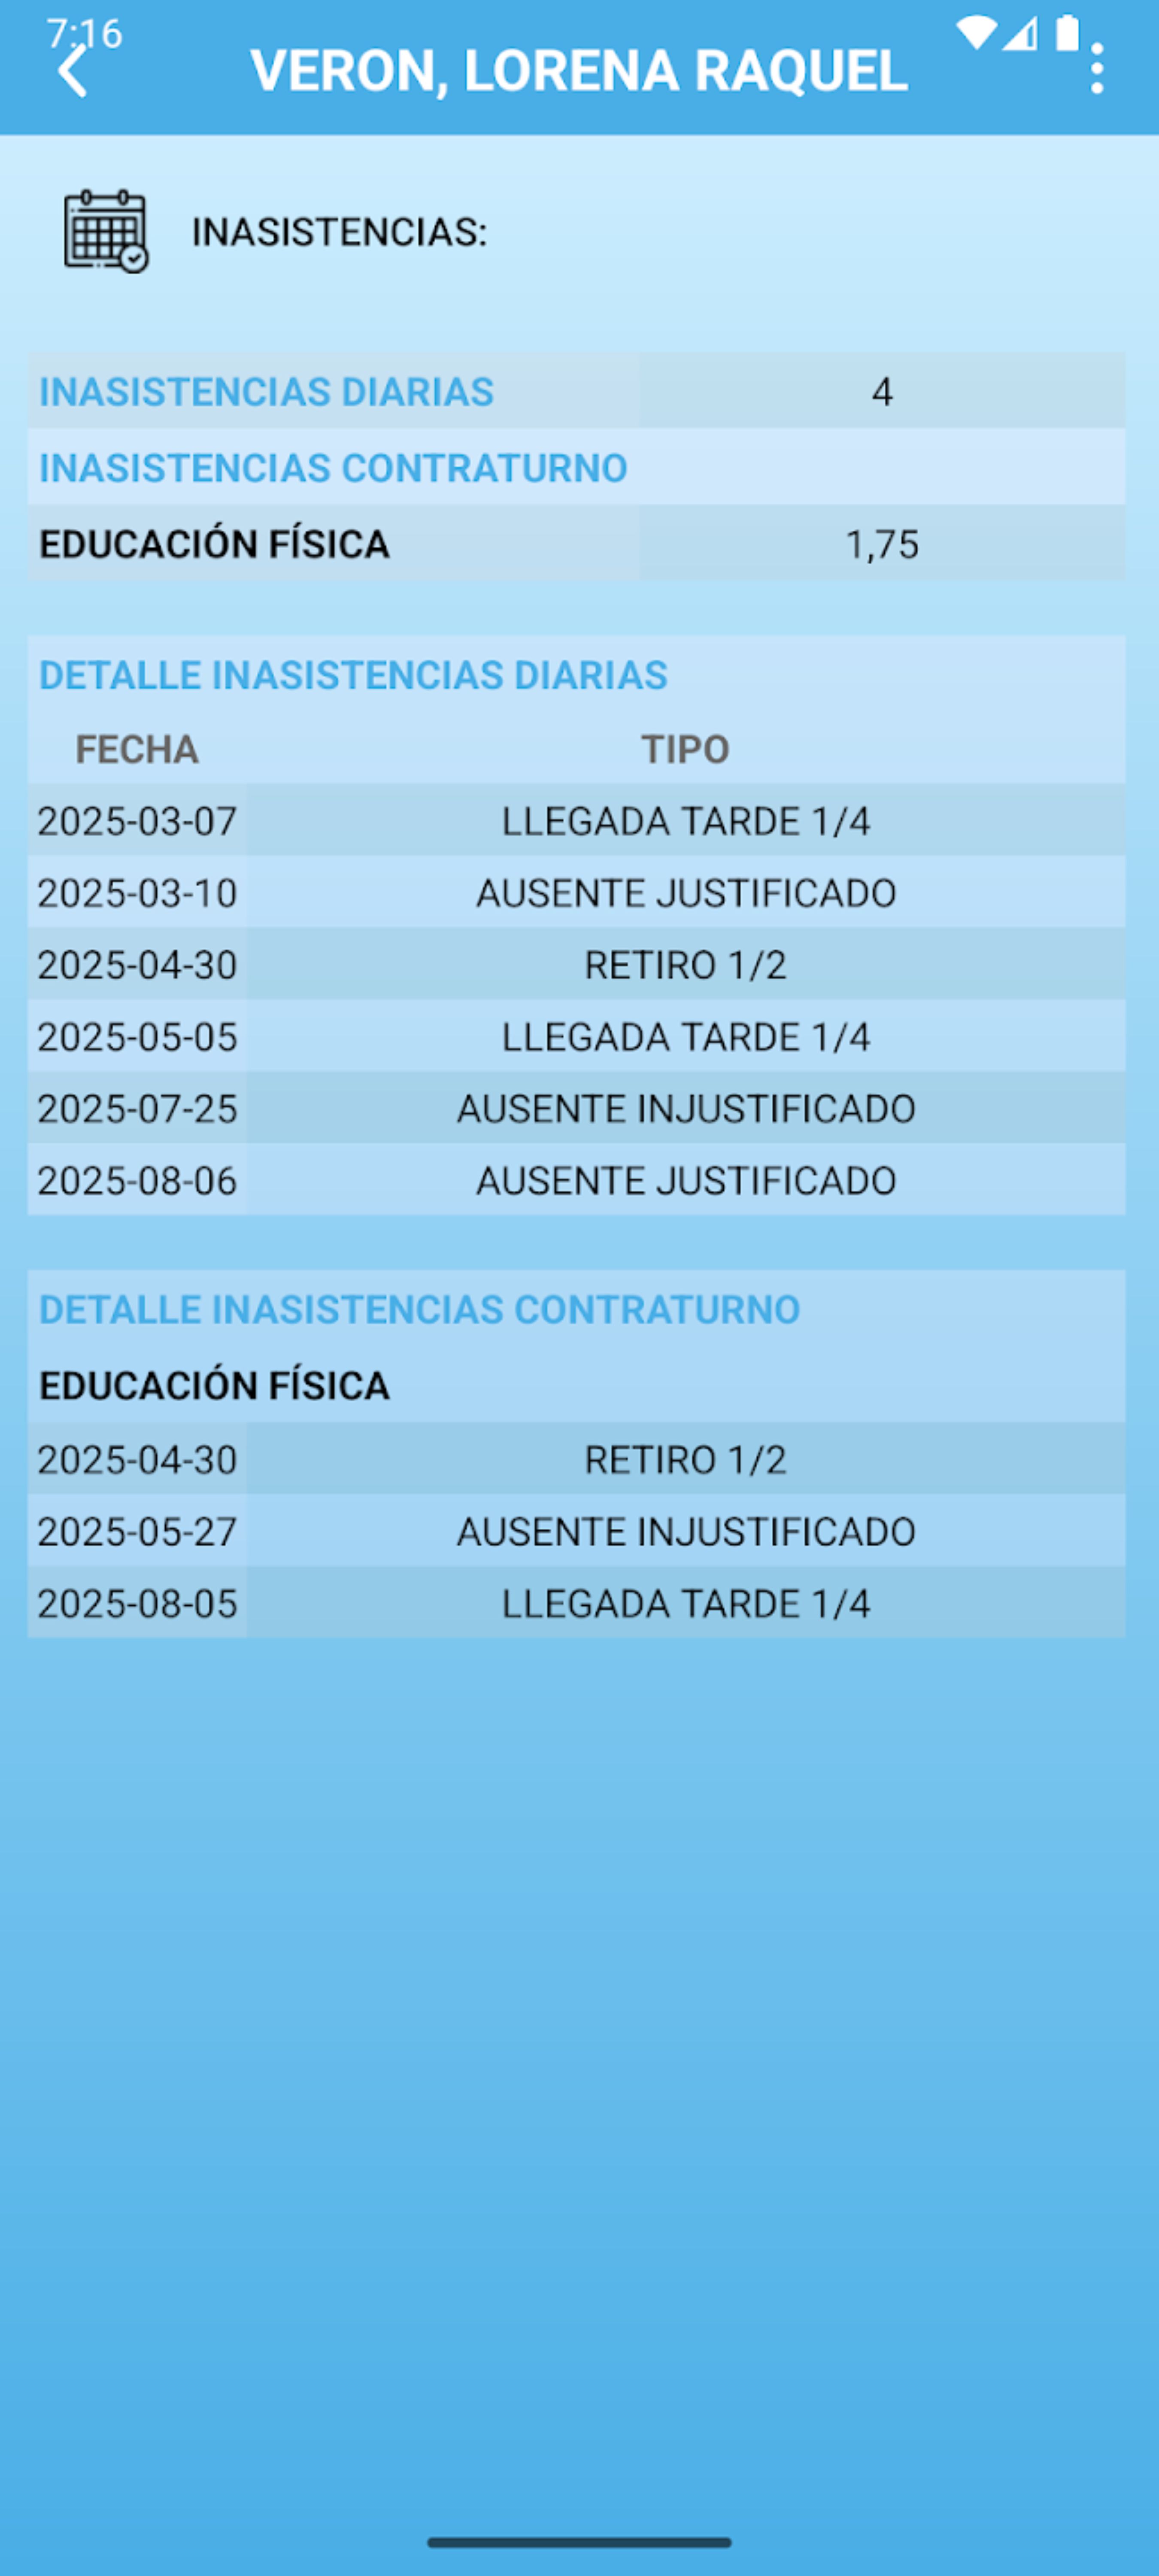 7:16
VERON, LORENA RAQUEL
INASISTENCIAS:
INASISTENCIAS DIARIAS 4
INASISTENCIAS CONTRATURNO
EDUCACIÓN FÍSICA 1,75
DETALLE INASISTENCIAS DIARIAS
FECHA TIPO
2025-03-07 LLEGADA TARDE 1/4
2025-03-10 AUSENTE JUSTIFICADO
2025-04-30 RETIRO 1/2
2025-05-05 LLEGADA TARDE 1/4
2025-07-25 AUSENTE INJUSTIFICADO
2025-08-06 AUSENTE JUSTIFICADO
DETALLE INASISTENCIAS CONTRATURNO
EDUCACIÓN FÍSICA
2025-04-30 RETIRO 1/2
2025-05-27 AUSENTE INJUSTIFICADO
2025-08-05 LLEGADA TARDE 1/4